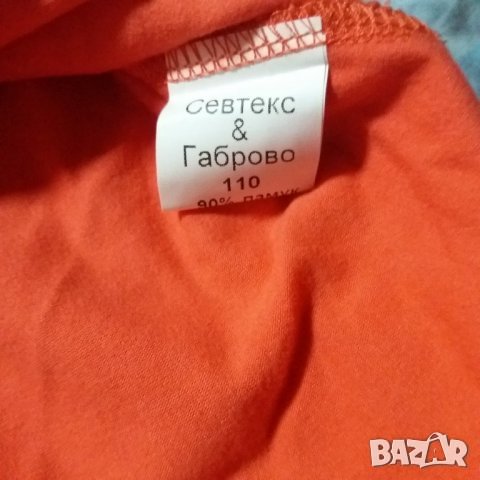 Севтекс
&
Габрово
110
90% памук
BAZAR